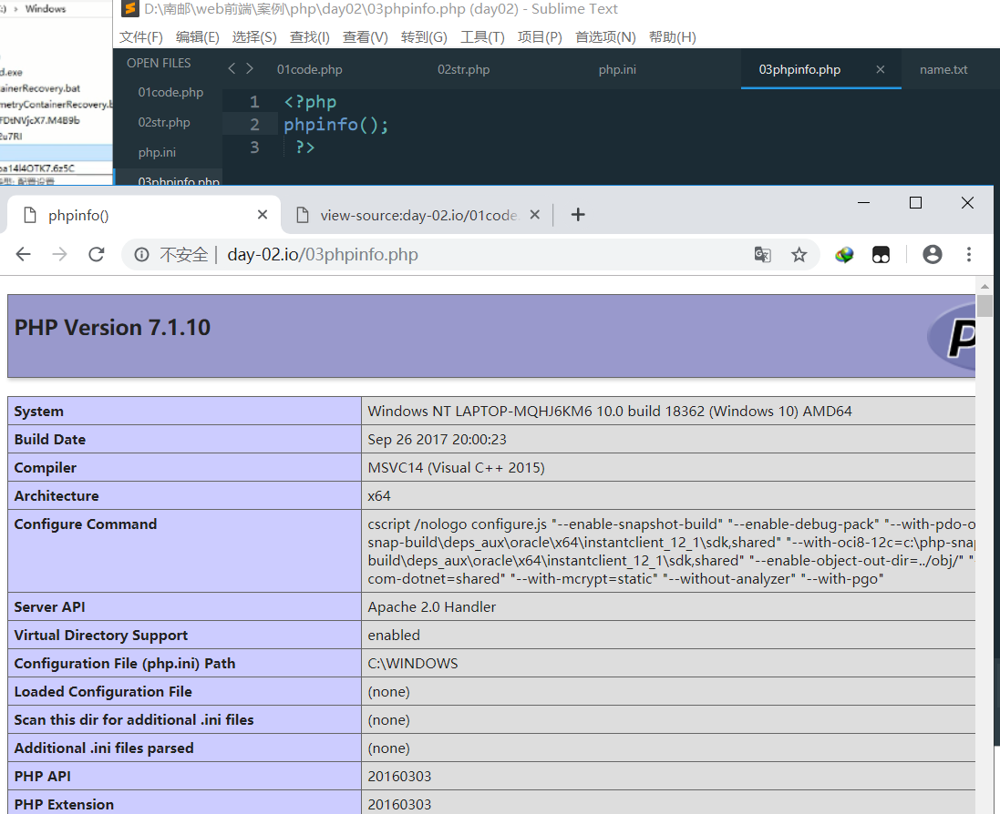 Windows
D:\南邮\web前端\案例\php\day02\03phpinfo.php (day02) - Sublime Text
文件(F) 编辑(E) 选择(S) 查找(I) 查看(V) 转到(G) 工具(T) 项目(P) 首选项(N) 帮助(H)
d.exe
ainerRecovery.bat
metryContainerRecovery.b
FDtNVjcX7.M4B9b
2u7RI
oa14l4OTK7.6z5C
类型: 配置设置
OPEN FILES
01code.php
02str.php
php.ini
03phpinfo.php
01code.php 02str.php php.ini 03phpinfo.php name.txt
1 <?php
2 phpinfo();
3 ?>
phpinfo() view-source:day-02.io/01code.
不安全 | day-02.io/03phpinfo.php
PHP Version 7.1.10
System Windows NT LAPTOP-MQHJ6KM6 10.0 build 18362 (Windows 10) AMD64
Build Date Sep 26 2017 20:00:23
Compiler MSVC14 (Visual C++ 2015)
Architecture x64
Configure Command cscript /nologo configure.js "--enable-snapshot-build" "--enable-debug-pack" "--with-pdo-o
snap-build\deps_aux\oracle\x64\instantclient_12_1\sdk,shared" "--with-oci8-12c=c:\php-snap
build\deps_aux\oracle\x64\instantclient_12_1\sdk,shared" "--enable-object-out-dir=../obj/" "-
com-dotnet=shared" "--with-mcrypt=static" "--without-analyzer" "--with-pgo"
Server API Apache 2.0 Handler
Virtual Directory Support enabled
Configuration File (php.ini) Path C:\WINDOWS
Loaded Configuration File (none)
Scan this dir for additional .ini files (none)
Additional .ini files parsed (none)
PHP API 20160303
PHP Extension 20160303